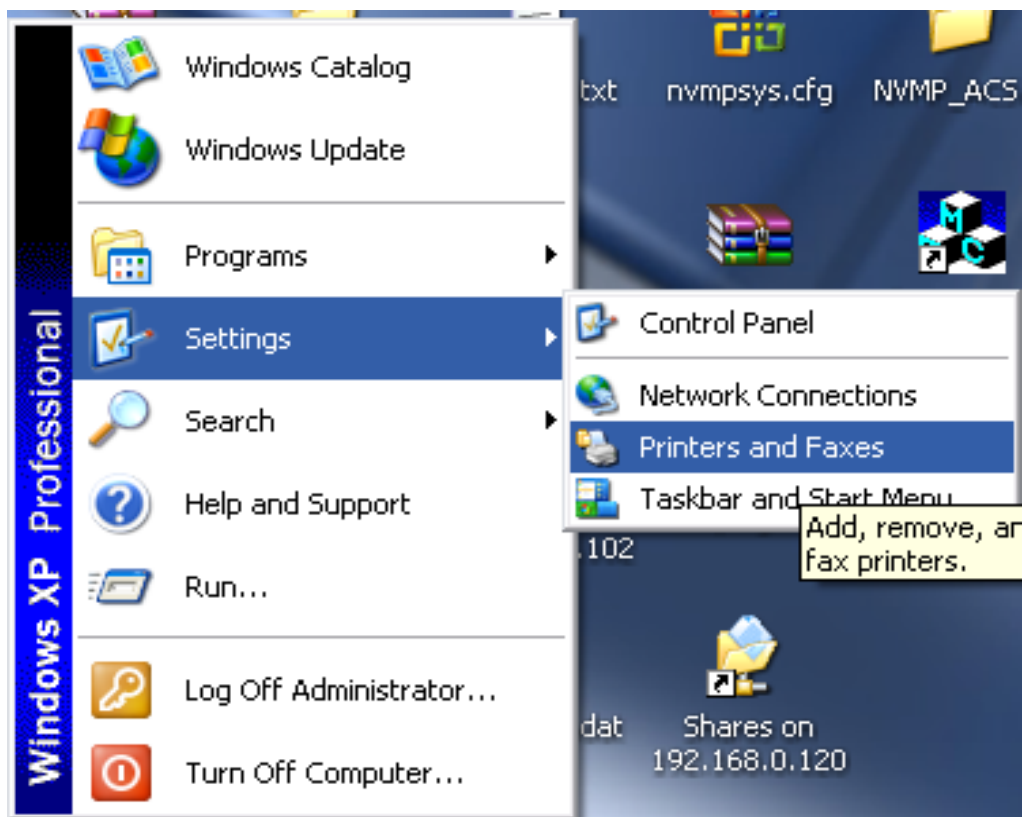 Windows XP Professional
Windows Catalog
Windows Update
Programs
Settings
Search
Help and Support
Run...
Log Off Administrator...
Turn Off Computer...
Control Panel
Network Connections
Printers and Faxes
Taskbar and Start Menu
Add, remove, an
fax printers.
txt
nvmpsys.cfg
NVMP_ACS
M
C
.102
dat
Shares on
192.168.0.120